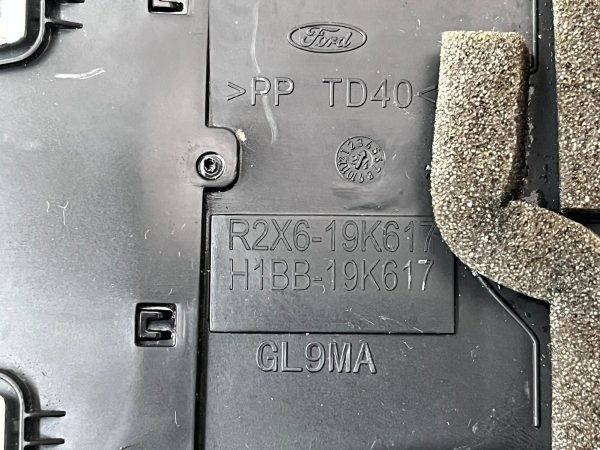 Ford
>PP TD40<
R2X6-19K617
H1BB-19K617
GL9MA